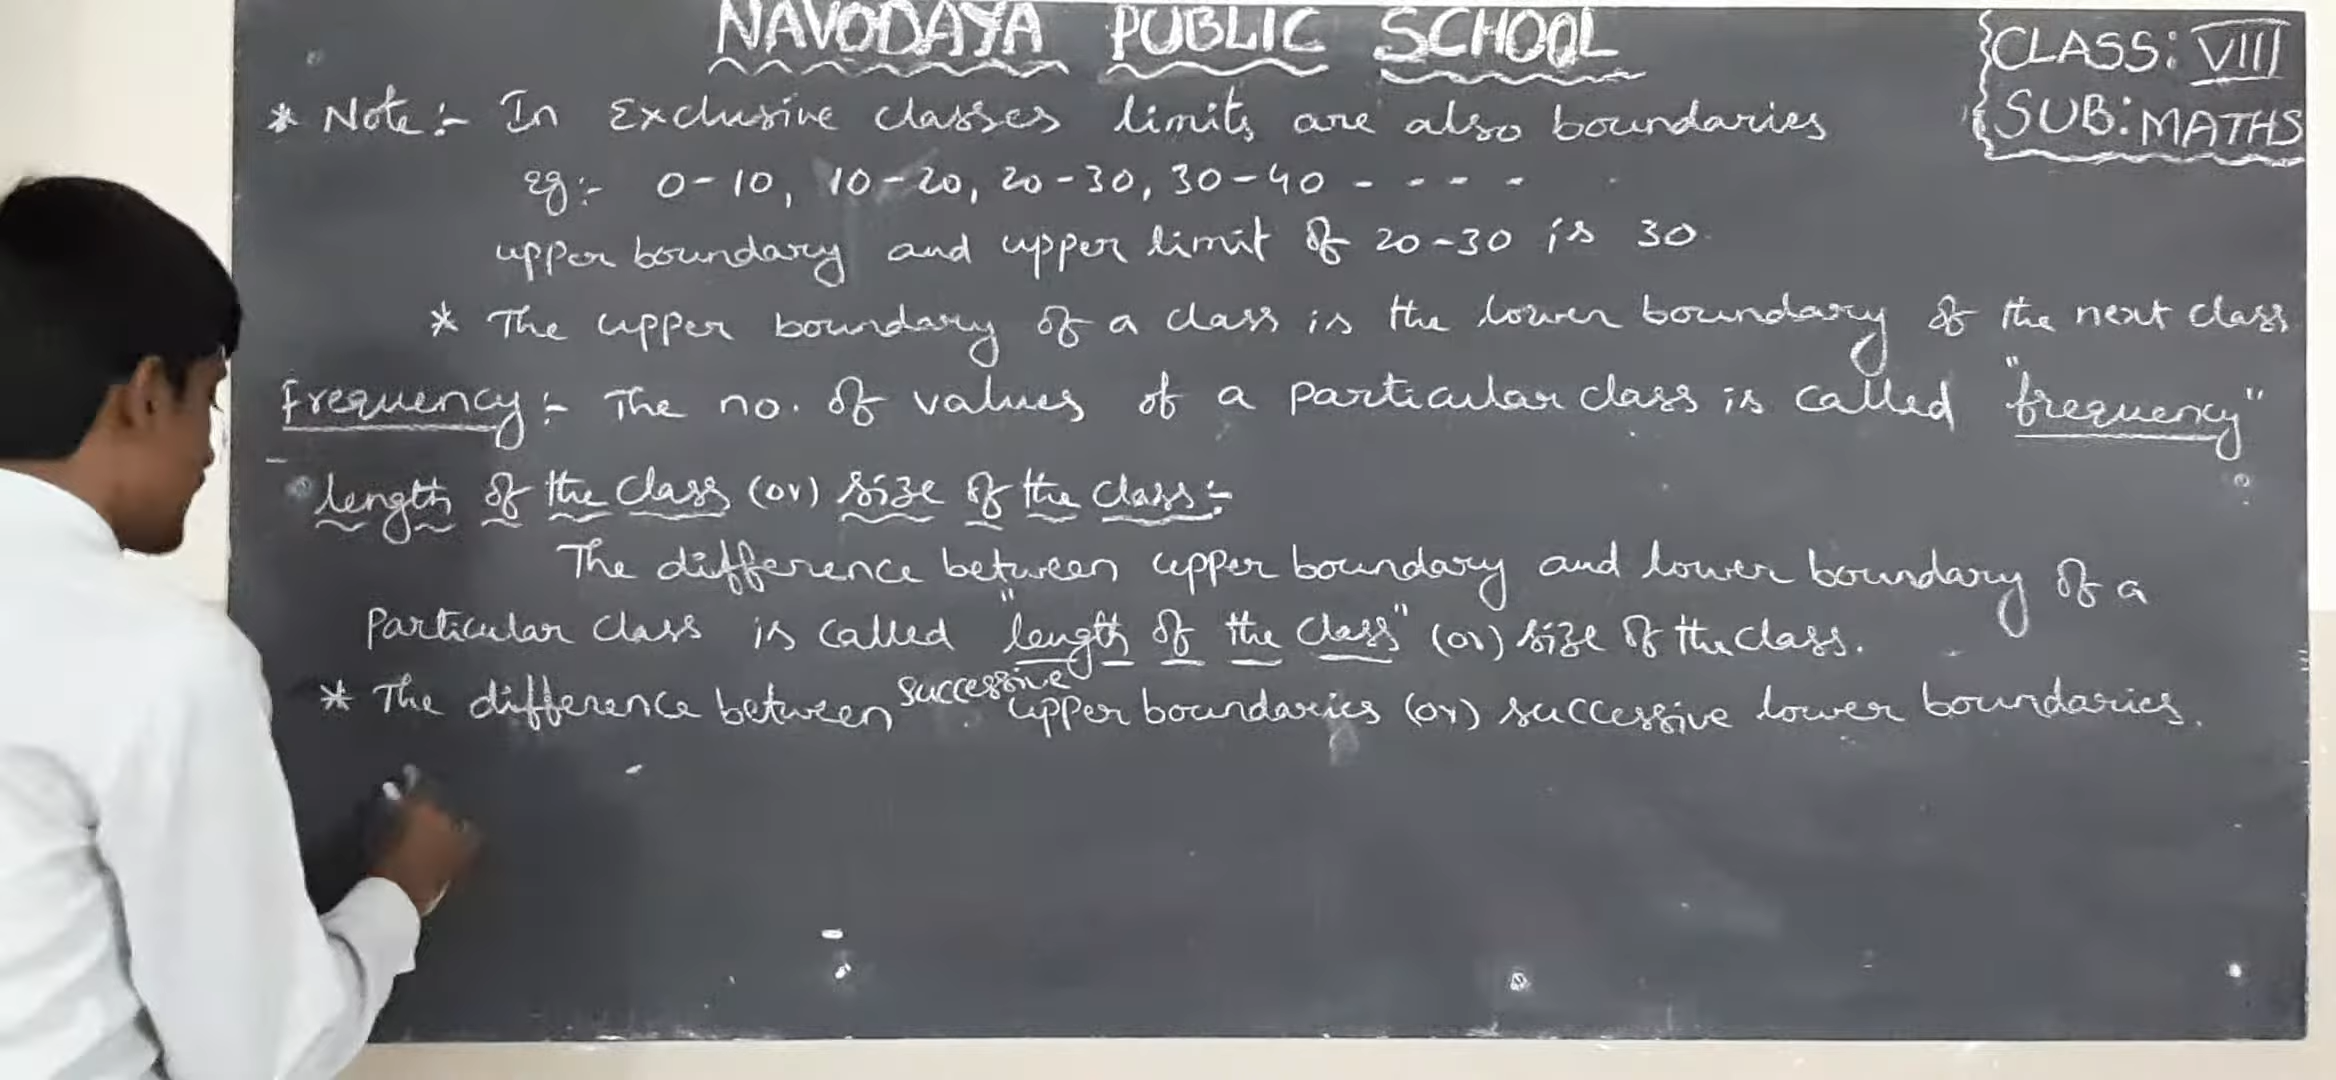 NAVODAYA PUBLIC SCHOOL
CLASS: VIII
SUB: MATHS
* Note:- In Exclusive classes limits are also boundaries
eg:- 0-10, 10-20, 20-30, 30-40 - - - -
upper boundary and upper limit of 20-30 is 30.
* The upper boundary of a class is the lower boundary of the next class
Frequency:- The no. of values of a particular class is called "frequency"
length of the class (or) size of the class:-
The difference between upper boundary and lower boundary of a
particular class is called "length of the class" (or) size of the class.
* The difference between successive upper boundaries (or) successive lower boundaries.